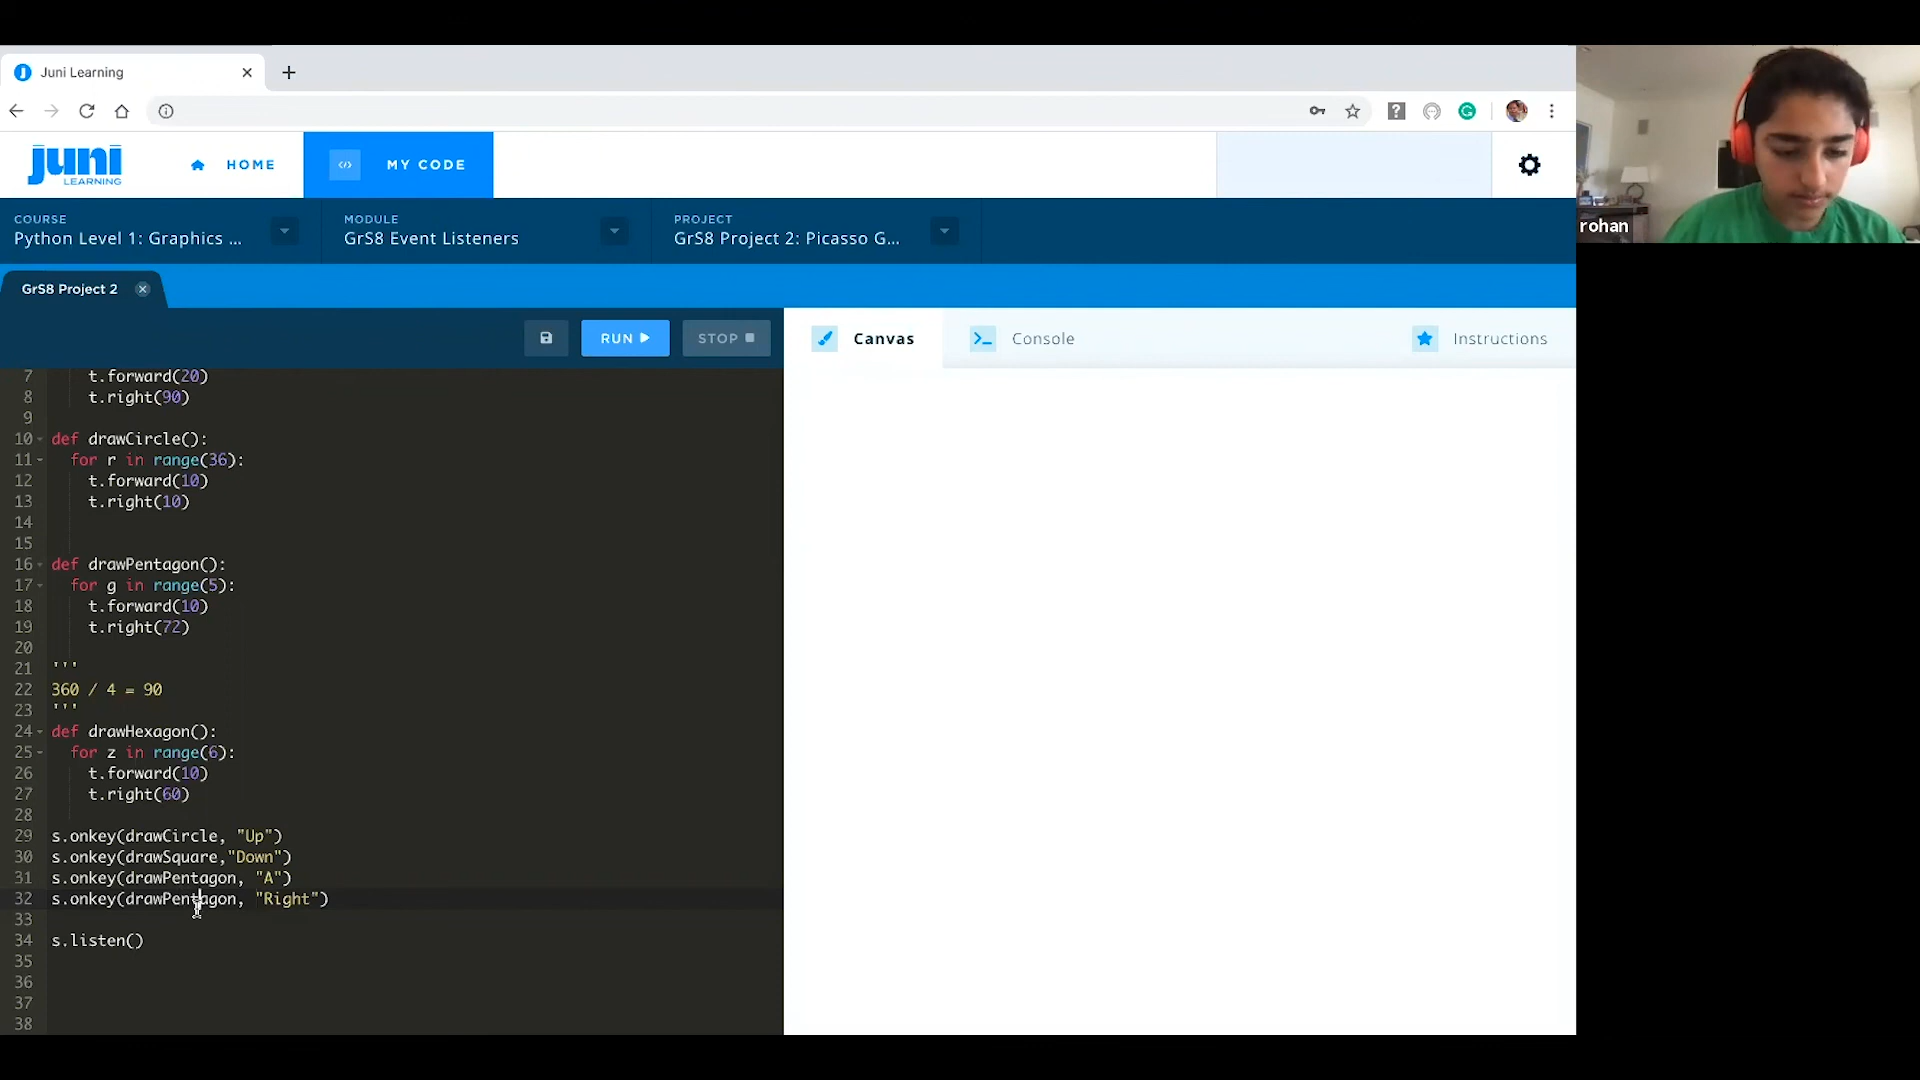 Juni Learning
juni
LEARNING
HOME
MY CODE
COURSE
Python Level 1: Graphics ...
MODULE
GrS8 Event Listeners
PROJECT
GrS8 Project 2: Picasso G...
GrS8 Project 2
RUN
STOP
Canvas
Console
Instructions
7 t.forward(20)
8 t.right(90)
9
10 def drawCircle():
11 for r in range(36):
12 t.forward(10)
13 t.right(10)
14
15
16 def drawPentagon():
17 for g in range(5):
18 t.forward(10)
19 t.right(72)
20
21 '''
22 360 / 4 = 90
23 '''
24 def drawHexagon():
25 for z in range(6):
26 t.forward(10)
27 t.right(60)
28
29 s.onkey(drawCircle, "Up")
30 s.onkey(drawSquare,"Down")
31 s.onkey(drawPentagon, "A")
32 s.onkey(drawPentagon, "Right")
33
34 s.listen()
35
36
37
38
rohan